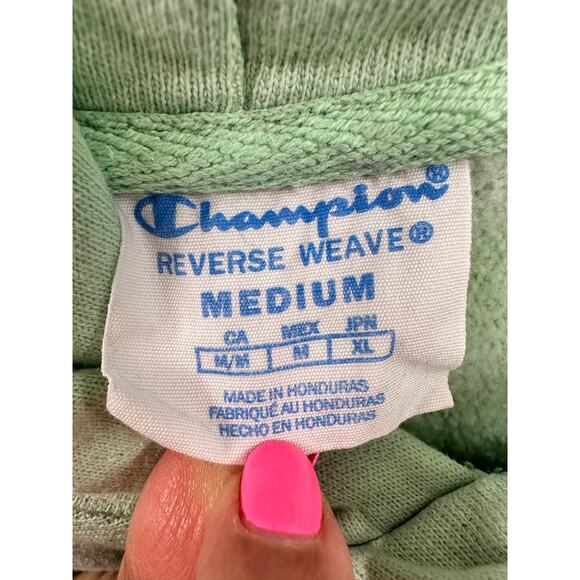 Champion®
REVERSE WEAVE®
MEDIUM
CA MEX JPN
M/M M XL
MADE IN HONDURAS
FABRIQUÉ AU HONDURAS
HECHO EN HONDURAS